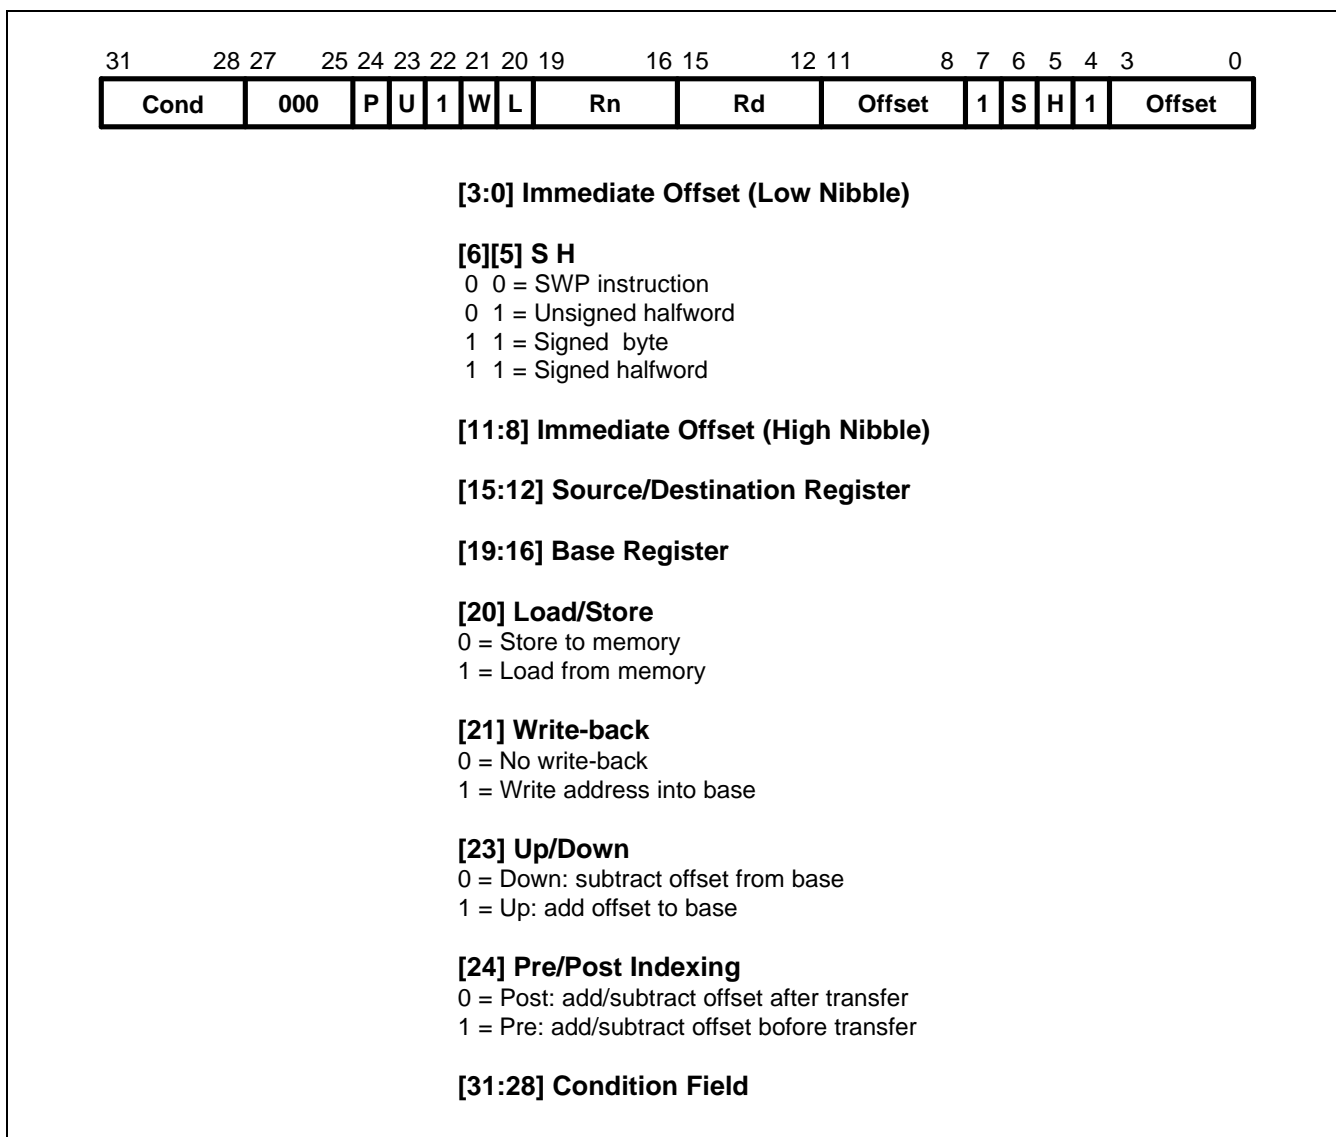 31 28 27 25 24 23 22 21 20 19 16 15 12 11 8 7 6 5 4 3 0
Cond 000 P U 1 W L Rn Rd Offset 1 S H 1 Offset
[3:0] Immediate Offset (Low Nibble)
[6][5] S H
0 0 = SWP instruction
0 1 = Unsigned halfword
1 1 = Signed byte
1 1 = Signed halfword
[11:8] Immediate Offset (High Nibble)
[15:12] Source/Destination Register
[19:16] Base Register
[20] Load/Store
0 = Store to memory
1 = Load from memory
[21] Write-back
0 = No write-back
1 = Write address into base
[23] Up/Down
0 = Down: subtract offset from base
1 = Up: add offset to base
[24] Pre/Post Indexing
0 = Post: add/subtract offset after transfer
1 = Pre: add/subtract offset bofore transfer
[31:28] Condition Field